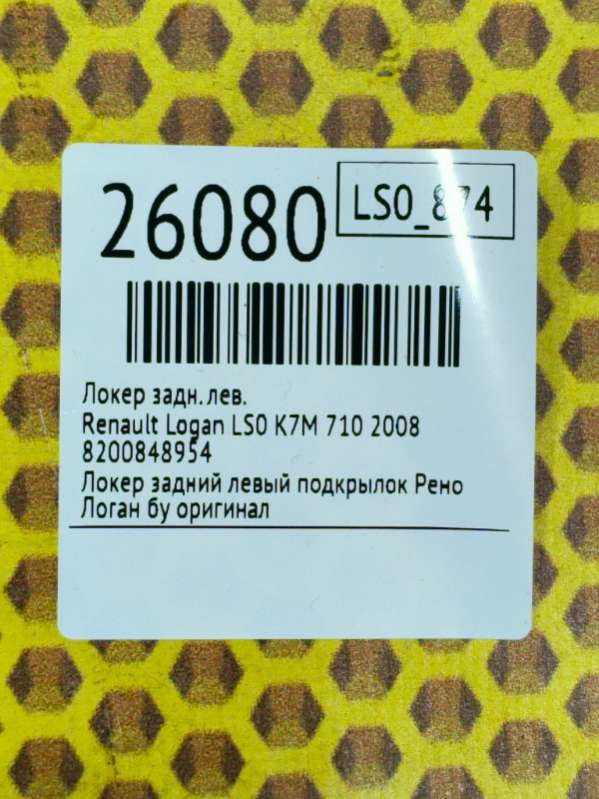 26080
LS0_874
Локер задн. лев.
Renault Logan LS0 K7M 710 2008
8200848954
Локер задний левый подкрылок Рено
Логан бу оригинал